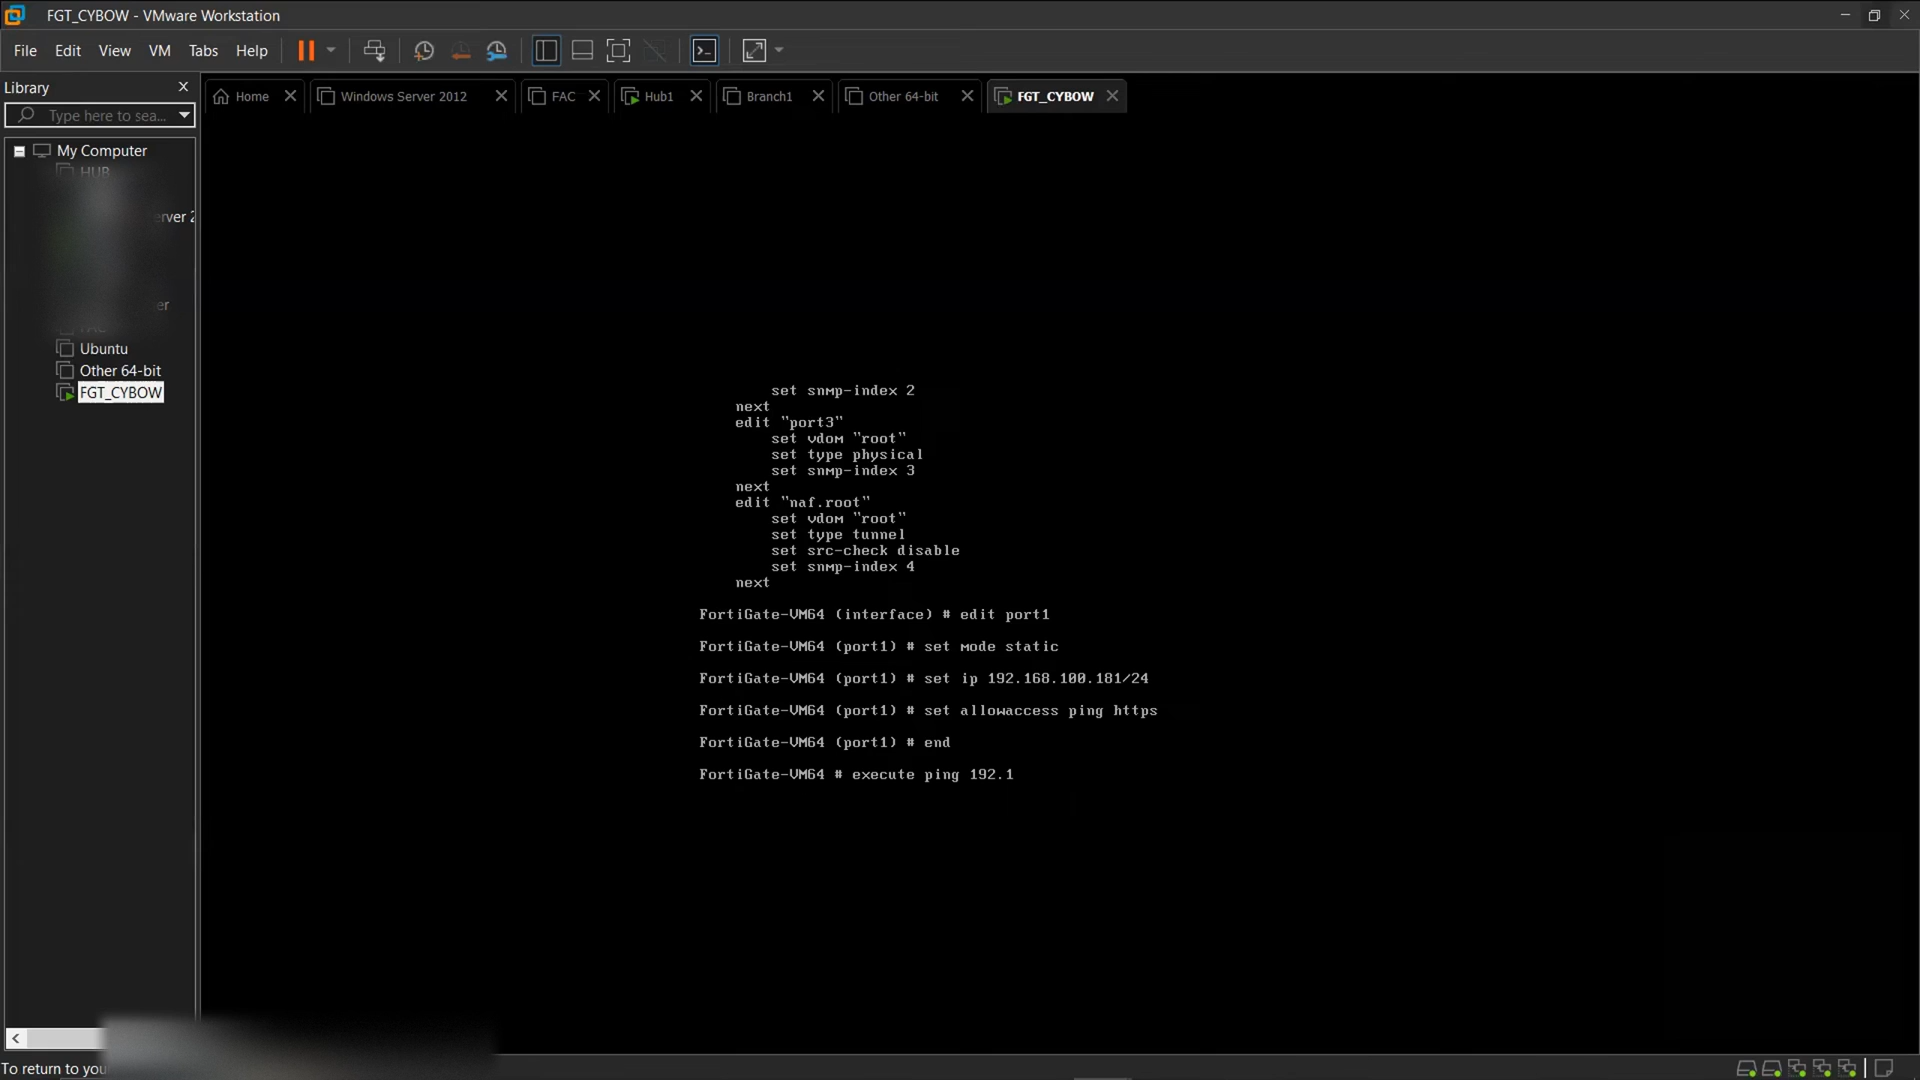 FGT_CYBOW - VMware Workstation
File Edit View VM Tabs Help
Library
Type here to sea...
Home
Windows Server 2012
FAC
Hub1
Branch1
Other 64-bit
FGT_CYBOW
My Computer
HUB
erver 2
er
Ubuntu
Other 64-bit
FGT_CYBOW
set snmp-index 2
next
edit "port3"
set vdom "root"
set type physical
set snmp-index 3
next
edit "naf.root"
set vdom "root"
set type tunnel
set src-check disable
set snmp-index 4
next
FortiGate-VM64 (interface) # edit port1
FortiGate-VM64 (port1) # set mode static
FortiGate-VM64 (port1) # set ip 192.168.100.181/24
FortiGate-VM64 (port1) # set allowaccess ping https
FortiGate-VM64 (port1) # end
FortiGate-VM64 # execute ping 192.1
To return to you